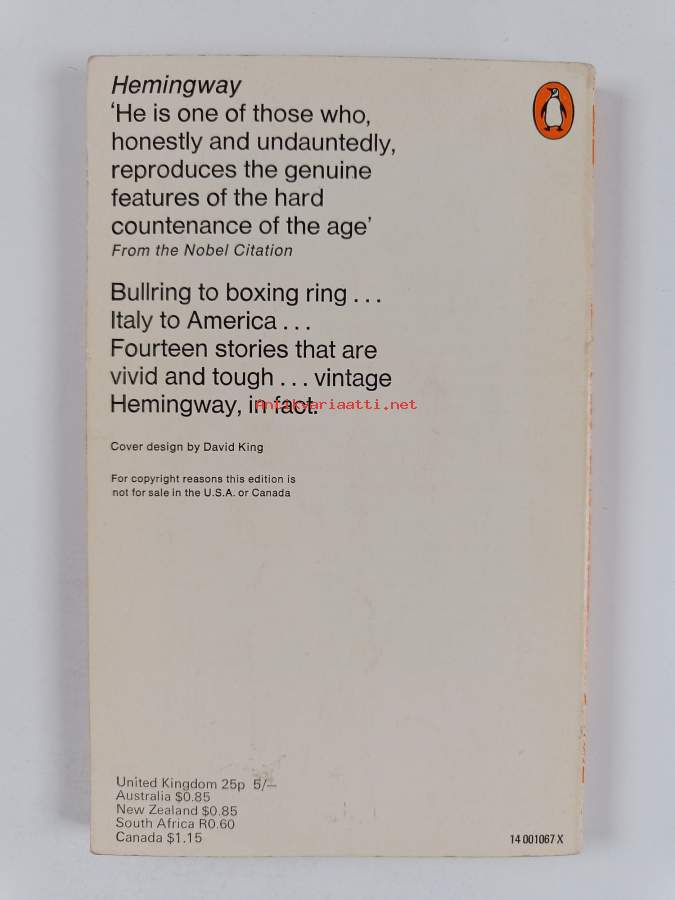 Hemingway
‘He is one of those who,
honestly and undauntedly,
reproduces the genuine
features of the hard
countenance of the age’
From the Nobel Citation
Bullring to boxing ring . . .
Italy to America . . .
Fourteen stories that are
vivid and tough . . . vintage
Hemingway, in fact.
Antikvariaatti.net
Cover design by David King
For copyright reasons this edition is
not for sale in the U.S.A. or Canada
United Kingdom 25p 5/–
Australia $0.85
New Zealand $0.85
South Africa R0.60
Canada $1.15
14 001067 X